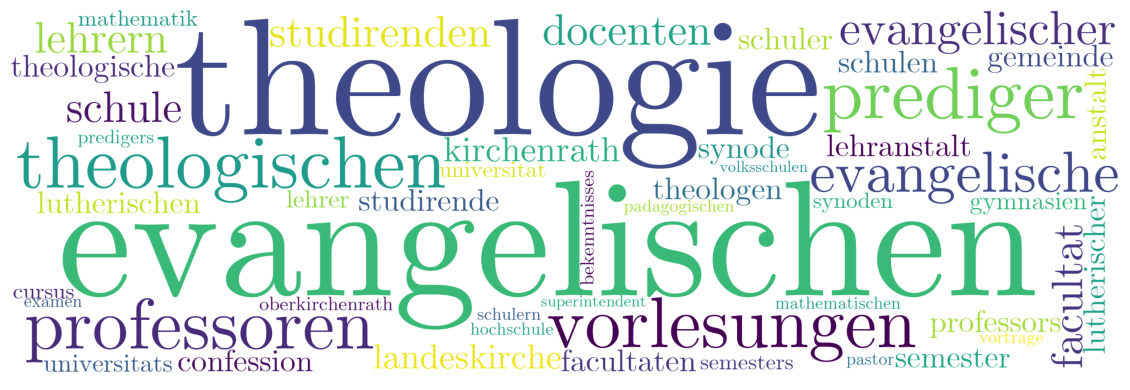 mathematik
lehrern
studirenden
docenten
schuler
evangelischer
theologische
theologie
schulen
gemeinde
schule
prediger
anstalt
predigers
theologischen
kirchenrath
synode
lehranstalt
universitat
volksschulen
evangelische
lutherischen
lehrer
studirende
bekenntnisses
theologen
padagogischen
synoden
gymnasien
evangelischen
lutherischer
facultat
cursus
examen
oberkirchenrath
superintendent
mathematischen
professoren
schulern
hochschule
vorlesungen
professors
vortrage
universitats
confession
landeskirche
facultaten
semesters
pastor
semester